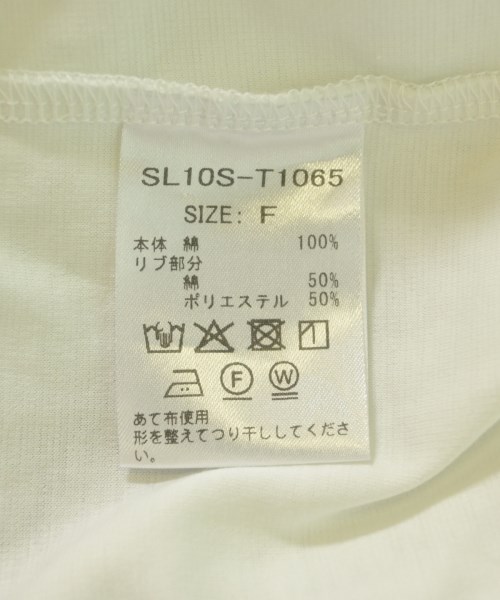 SL10S-T1065
SIZE: F
本体 綿 100%
リブ部分
綿 50%
ポリエステル 50%
F W
あて布使用
形を整えてつり干ししてくださ
い。